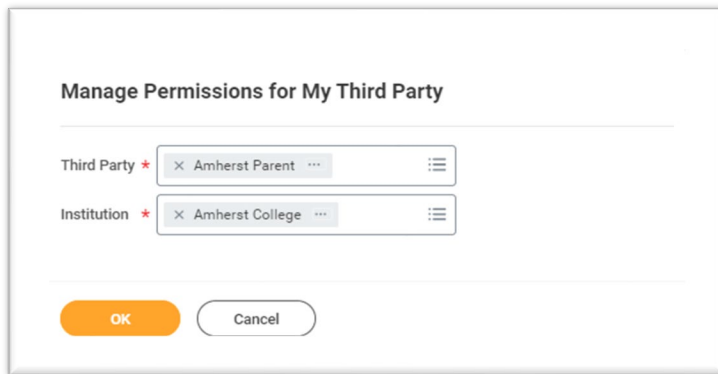 Manage Permissions for My Third Party
Third Party * × Amherst Parent ...
Institution * × Amherst College ...
OK Cancel